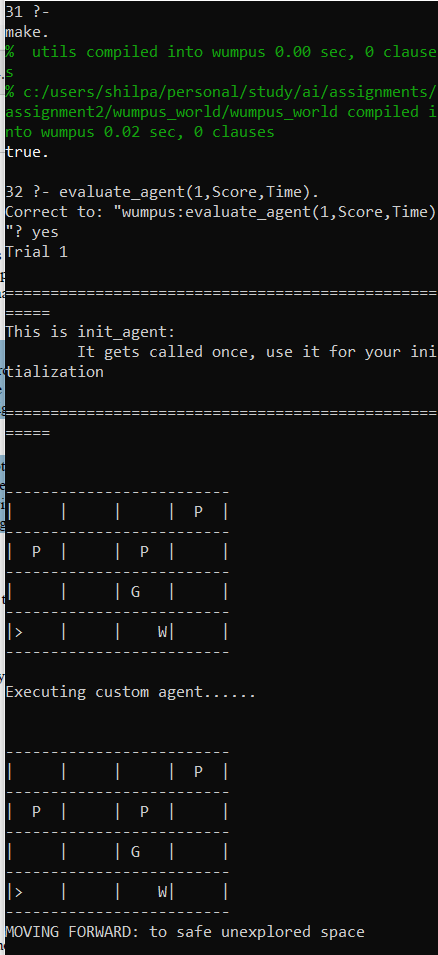 31 ?-
make.
%  utils compiled into wumpus 0.00 sec, 0 clause
s
% c:/users/shilpa/personal/study/ai/assignments/
assignment2/wumpus_world/wumpus_world compiled i
nto wumpus 0.02 sec, 0 clauses
true.
32 ?- evaluate_agent(1,Score,Time).
Correct to: "wumpus:evaluate_agent(1,Score,Time)
"? yes
Trial 1
================================================
=====
This is init_agent:
        It gets called once, use it for your ini
tialization
================================================
=====
-------------------------
|     |     |     |  P  |
-------------------------
|  P  |     |  P  |     |
-------------------------
|     |     | G   |     |
-------------------------
|>    |     |    W|     |
-------------------------
Executing custom agent......
-------------------------
|     |     |     |  P  |
-------------------------
|  P  |     |  P  |     |
-------------------------
|     |     | G   |     |
-------------------------
|>    |     |    W|     |
-------------------------
MOVING FORWARD: to safe unexplored space